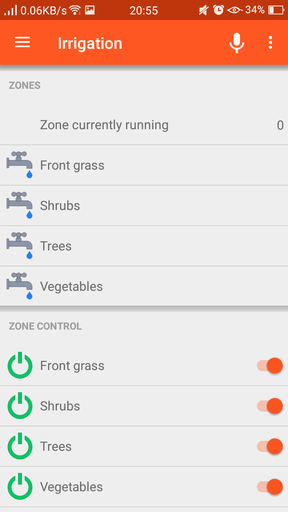 0.06KB/s 20:55 34%
Irrigation
ZONES
Zone currently running 0
Front grass
Shrubs
Trees
Vegetables
ZONE CONTROL
Front grass
Shrubs
Trees
Vegetables